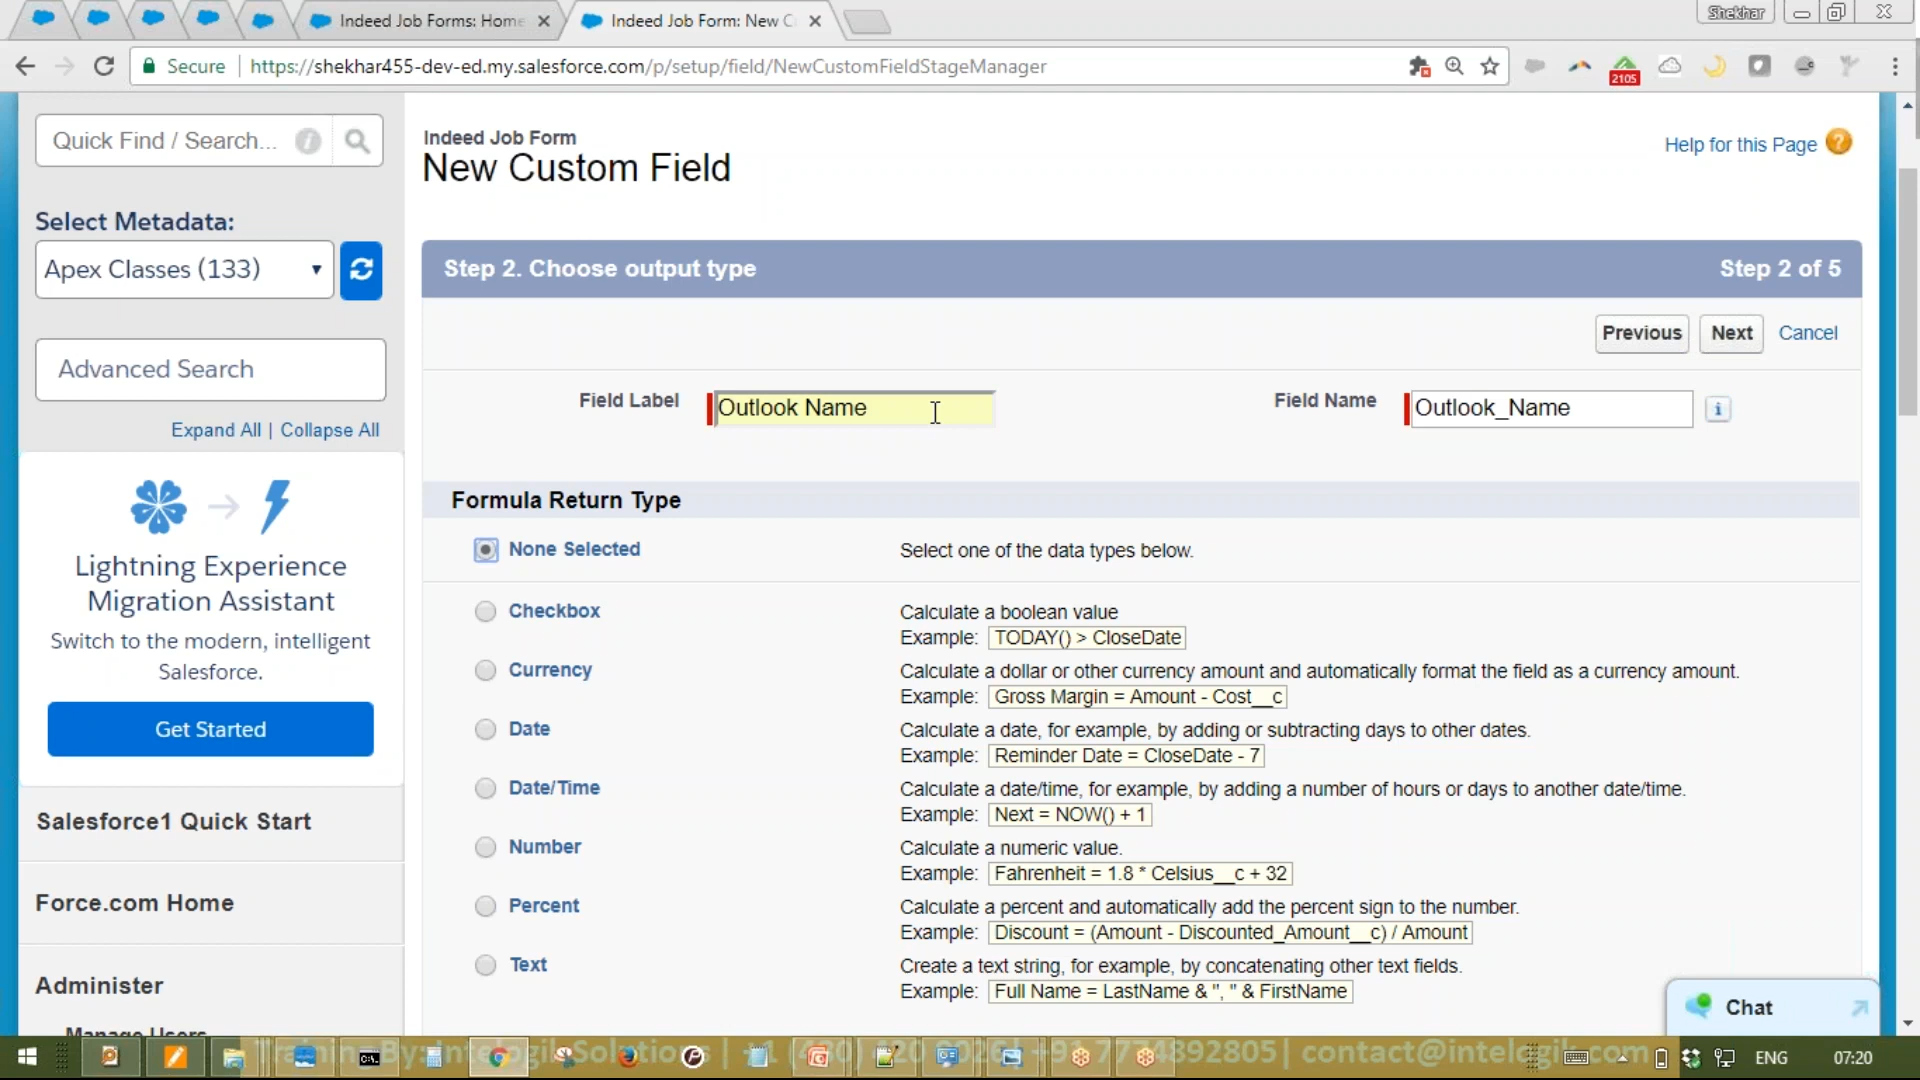 Indeed Job Forms: Home
Indeed Job Form: New C
Shekhar
Secure
https://shekhar455-dev-ed.my.salesforce.com/p/setup/field/NewCustomFieldStageManager
2105
Quick Find / Search...
Select Metadata:
Apex Classes (133)
Advanced Search
Expand All | Collapse All
Lightning Experience
Migration Assistant
Switch to the modern, intelligent
Salesforce.
Get Started
Salesforce1 Quick Start
Force.com Home
Administer
Manage Users
Indeed Job Form
New Custom Field
Help for this Page
Step 2. Choose output type
Step 2 of 5
Previous
Next
Cancel
Field Label
Outlook Name
Field Name
Outlook_Name
Formula Return Type
None Selected
Select one of the data types below.
Checkbox
Calculate a boolean value
Example: TODAY() > CloseDate
Currency
Calculate a dollar or other currency amount and automatically format the field as a currency amount.
Example: Gross Margin = Amount - Cost__c
Date
Calculate a date, for example, by adding or subtracting days to other dates.
Example: Reminder Date = CloseDate - 7
Date/Time
Calculate a date/time, for example, by adding a number of hours or days to another date/time.
Example: Next = NOW() + 1
Number
Calculate a numeric value.
Example: Fahrenheit = 1.8 * Celsius__c + 32
Percent
Calculate a percent and automatically add the percent sign to the number.
Example: Discount = (Amount - Discounted_Amount__c) / Amount
Text
Create a text string, for example, by concatenating other text fields.
Example: Full Name = LastName & ", " & FirstName
Chat
ENG
07:20